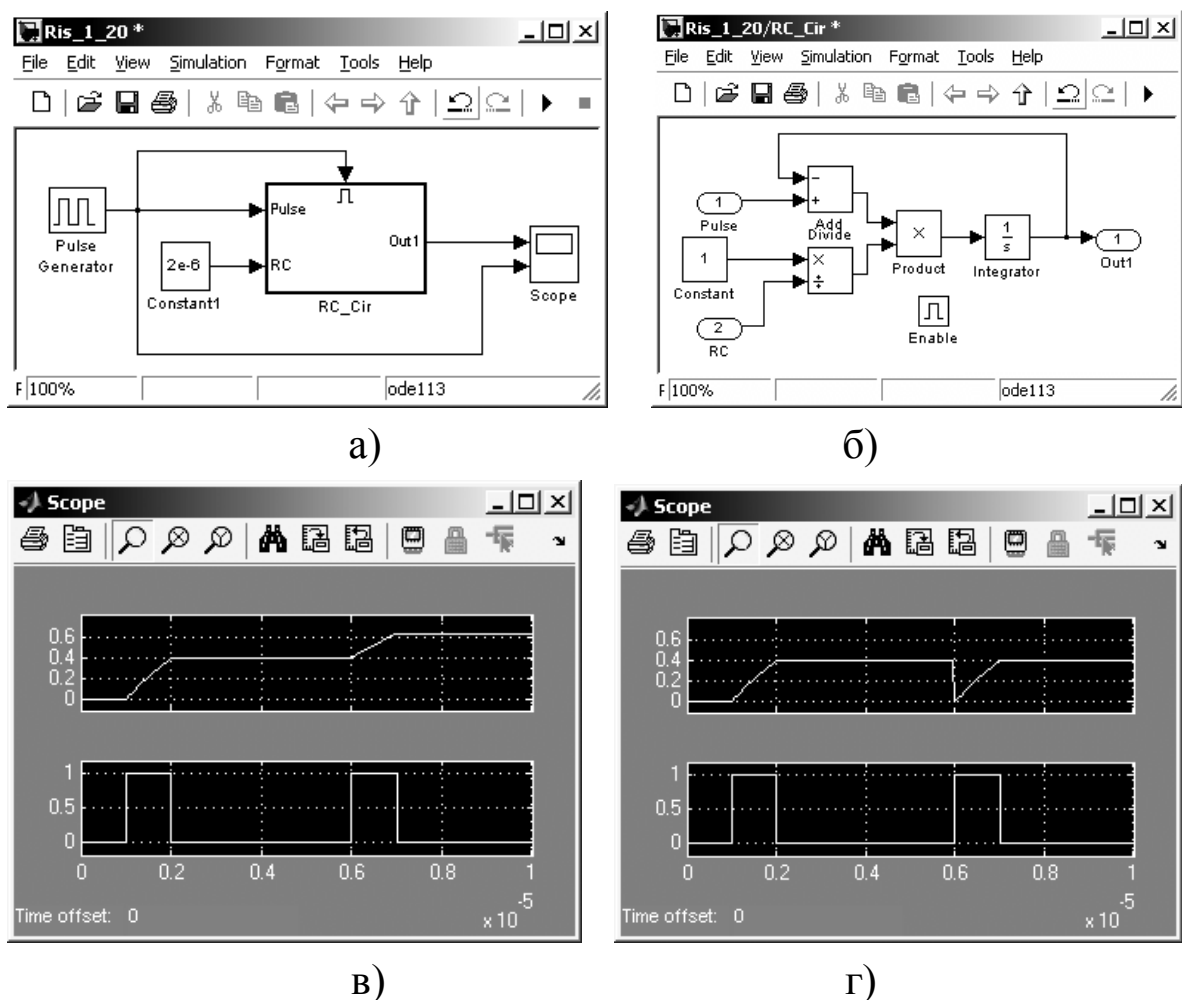 Ris_1_20 *
File Edit View Simulation Format Tools Help
Pulse Generator
2e-6
Constant1
Pulse
RC
Out1
RC_Cir
Scope
F 100%
ode113
а)
Ris_1_20/RC_Cir *
File Edit View Simulation Format Tools Help
1
Pulse
−
+
Add
Divide
1
Constant
×
÷
2
RC
×
Product
1
s
Integrator
1
Out1
Enable
F 100%
ode113
б)
Scope
0.6
0.4
0.2
0
1
0.5
0
0 0.2 0.4 0.6 0.8 1
Time offset: 0
x 10 -5
в)
Scope
0.6
0.4
0.2
0
1
0.5
0
0 0.2 0.4 0.6 0.8 1
Time offset: 0
x 10 -5
г)